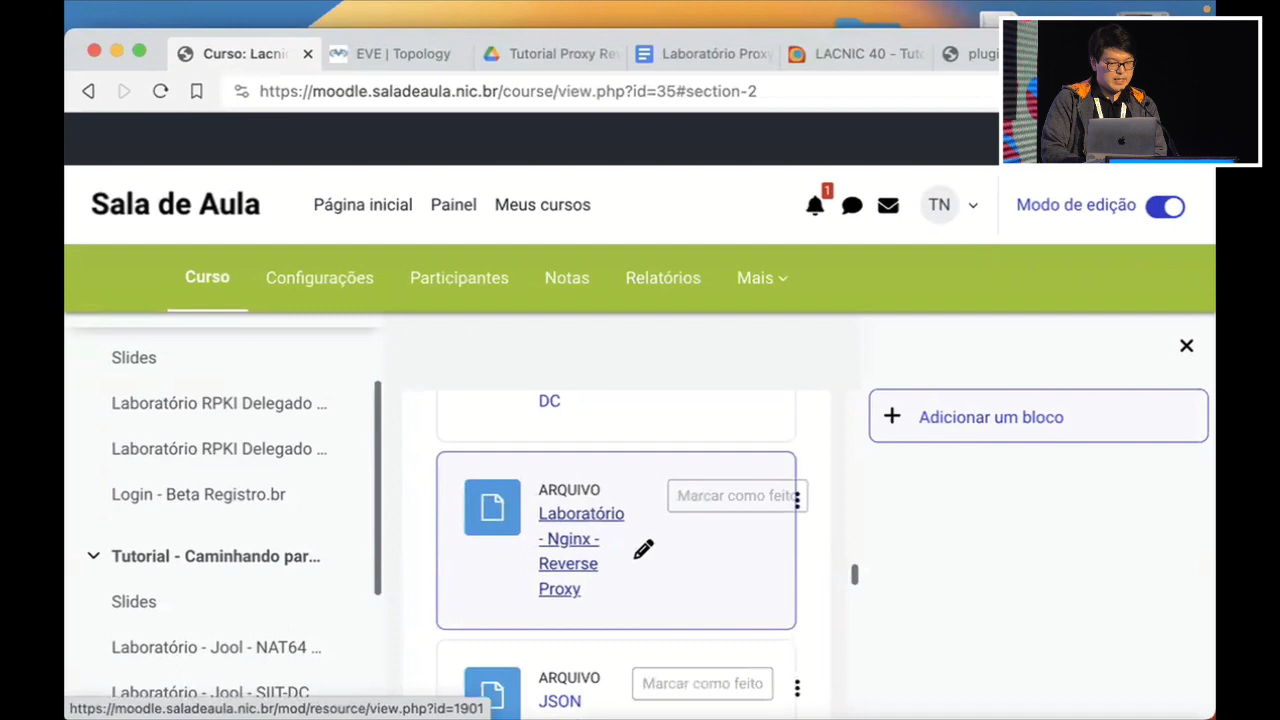 Curso: Lacni
EVE | Topology
Tutorial Proxy Re
Laboratório Proxy
LACNIC 40 - Tut
plugi
https://moodle.saladeaula.nic.br/course/view.php?id=35#section-2
Sala de Aula
Página inicial
Painel
Meus cursos
1
TN
Modo de edição
Curso
Configurações
Participantes
Notas
Relatórios
Mais
Slides
Laboratório RPKI Delegado ...
Laboratório RPKI Delegado ...
Login - Beta Registro.br
Tutorial - Caminhando par...
Slides
Laboratório - Jool - NAT64 ...
Laboratório - Jool - SIIT-DC
DC
ARQUIVO
Laboratório
- Nginx -
Reverse
Proxy
Marcar como feito
ARQUIVO
JSON
Marcar como feito
Adicionar um bloco
https://moodle.saladeaula.nic.br/mod/resource/view.php?id=1901